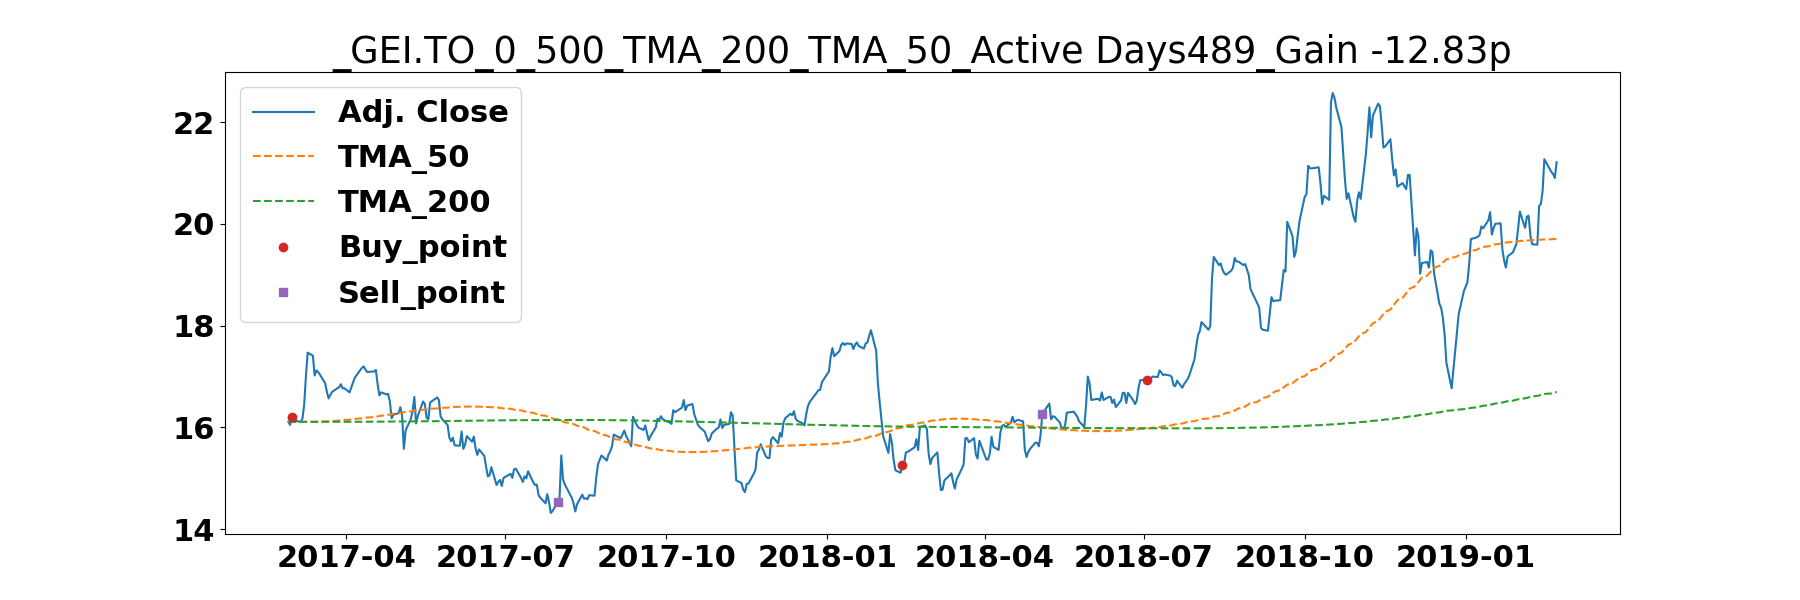 _GEI.TO_0_500_TMA_200_TMA_50_Active Days489_Gain -12.83p
Adj. Close
TMA_50
TMA_200
Buy_point
Sell_point
22
20
18
16
14
2017-04 2017-07 2017-10 2018-01 2018-04 2018-07 2018-10 2019-01